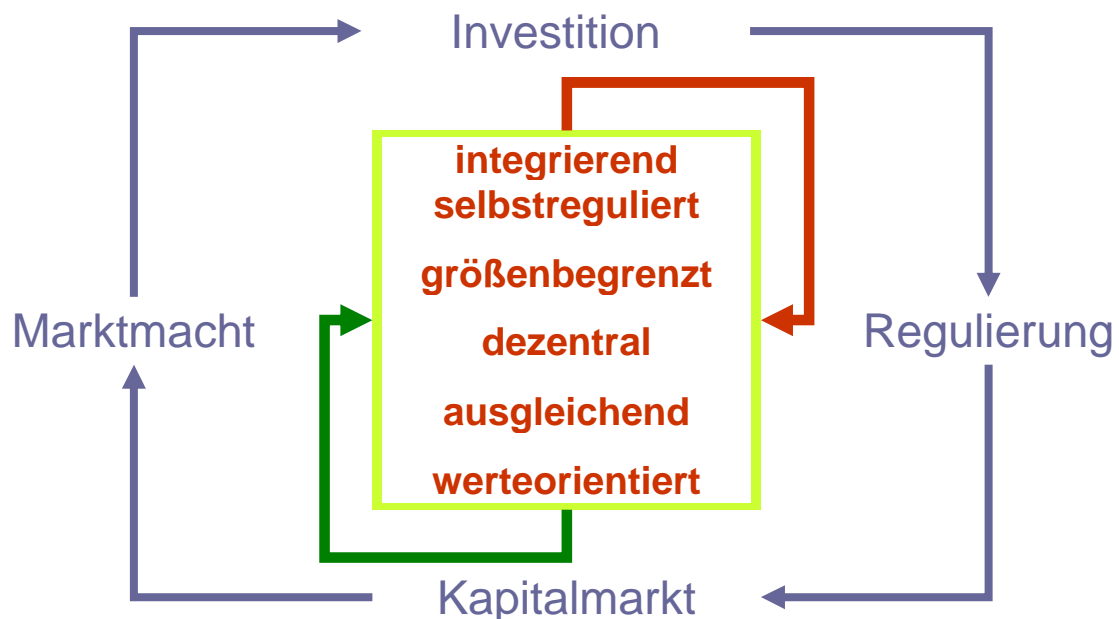 Investition
integrierend
selbstreguliert
größenbegrenzt
Marktmacht
dezentral
Regulierung
ausgleichend
werteorientiert
Kapitalmarkt